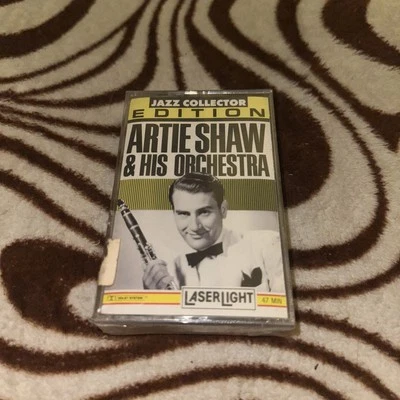 JAZZ COLLECTOR
EDITION
ARTIE SHAW
& HIS ORCHESTRA
LASERLIGHT
47 MIN